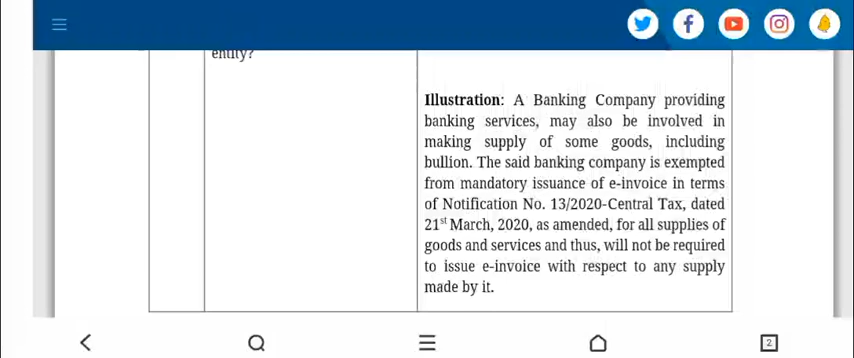 entity?
Illustration: A Banking Company providing
banking services, may also be involved in
making supply of some goods, including
bullion. The said banking company is exempted
from mandatory issuance of e-invoice in terms
of Notification No. 13/2020-Central Tax, dated
21st March, 2020, as amended, for all supplies of
goods and services and thus, will not be required
to issue e-invoice with respect to any supply
made by it.
2